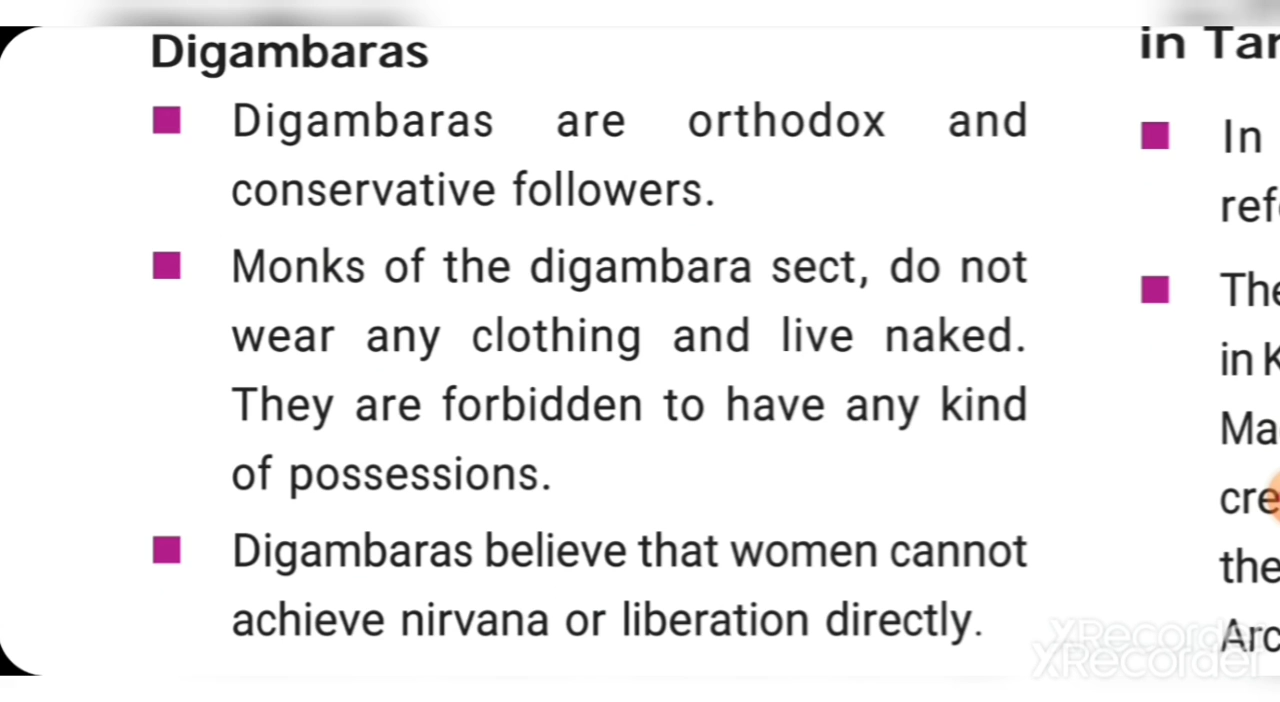 Digambaras
Digambaras are orthodox and
conservative followers.
Monks of the digambara sect, do not
wear any clothing and live naked.
They are forbidden to have any kind
of possessions.
Digambaras believe that women cannot
achieve nirvana or liberation directly.
in
In
in
the
XRecorder
XRecorder